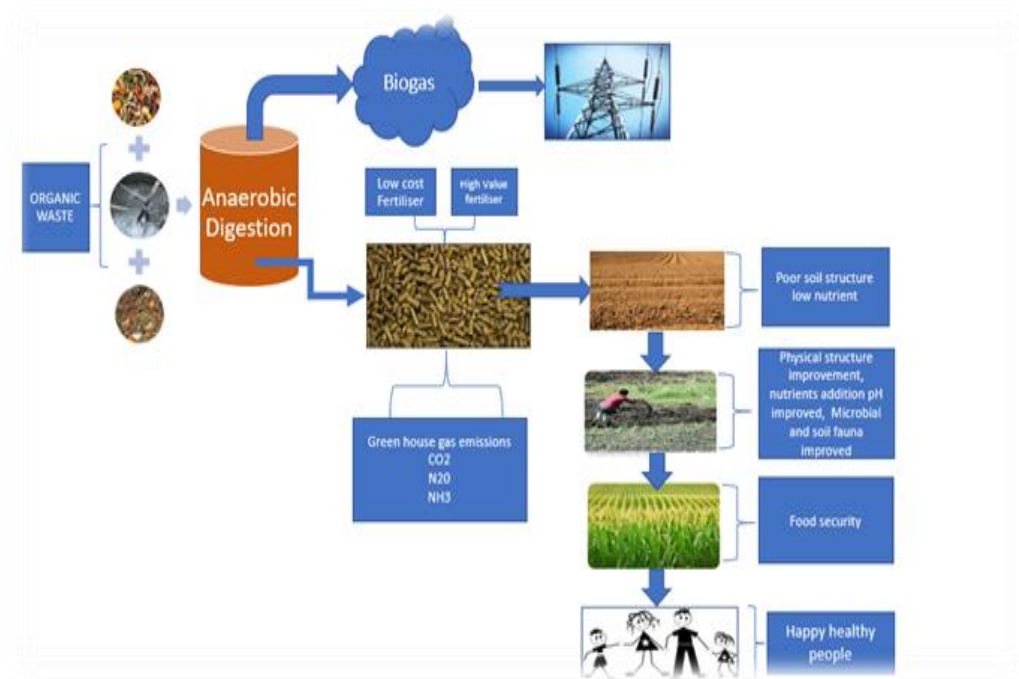 Biogas
ORGANIC
WASTE
Anaerobic
Digestion
Low cost
Fertiliser
High Value
fertiliser
Poor soil structure
low nutrient
Physical structure
improvement,
nutrients addition pH
improved, Microbial
and soil fauna
improved
Green house gas emissions
CO2
N20
NH3
Food security
Happy healthy
people